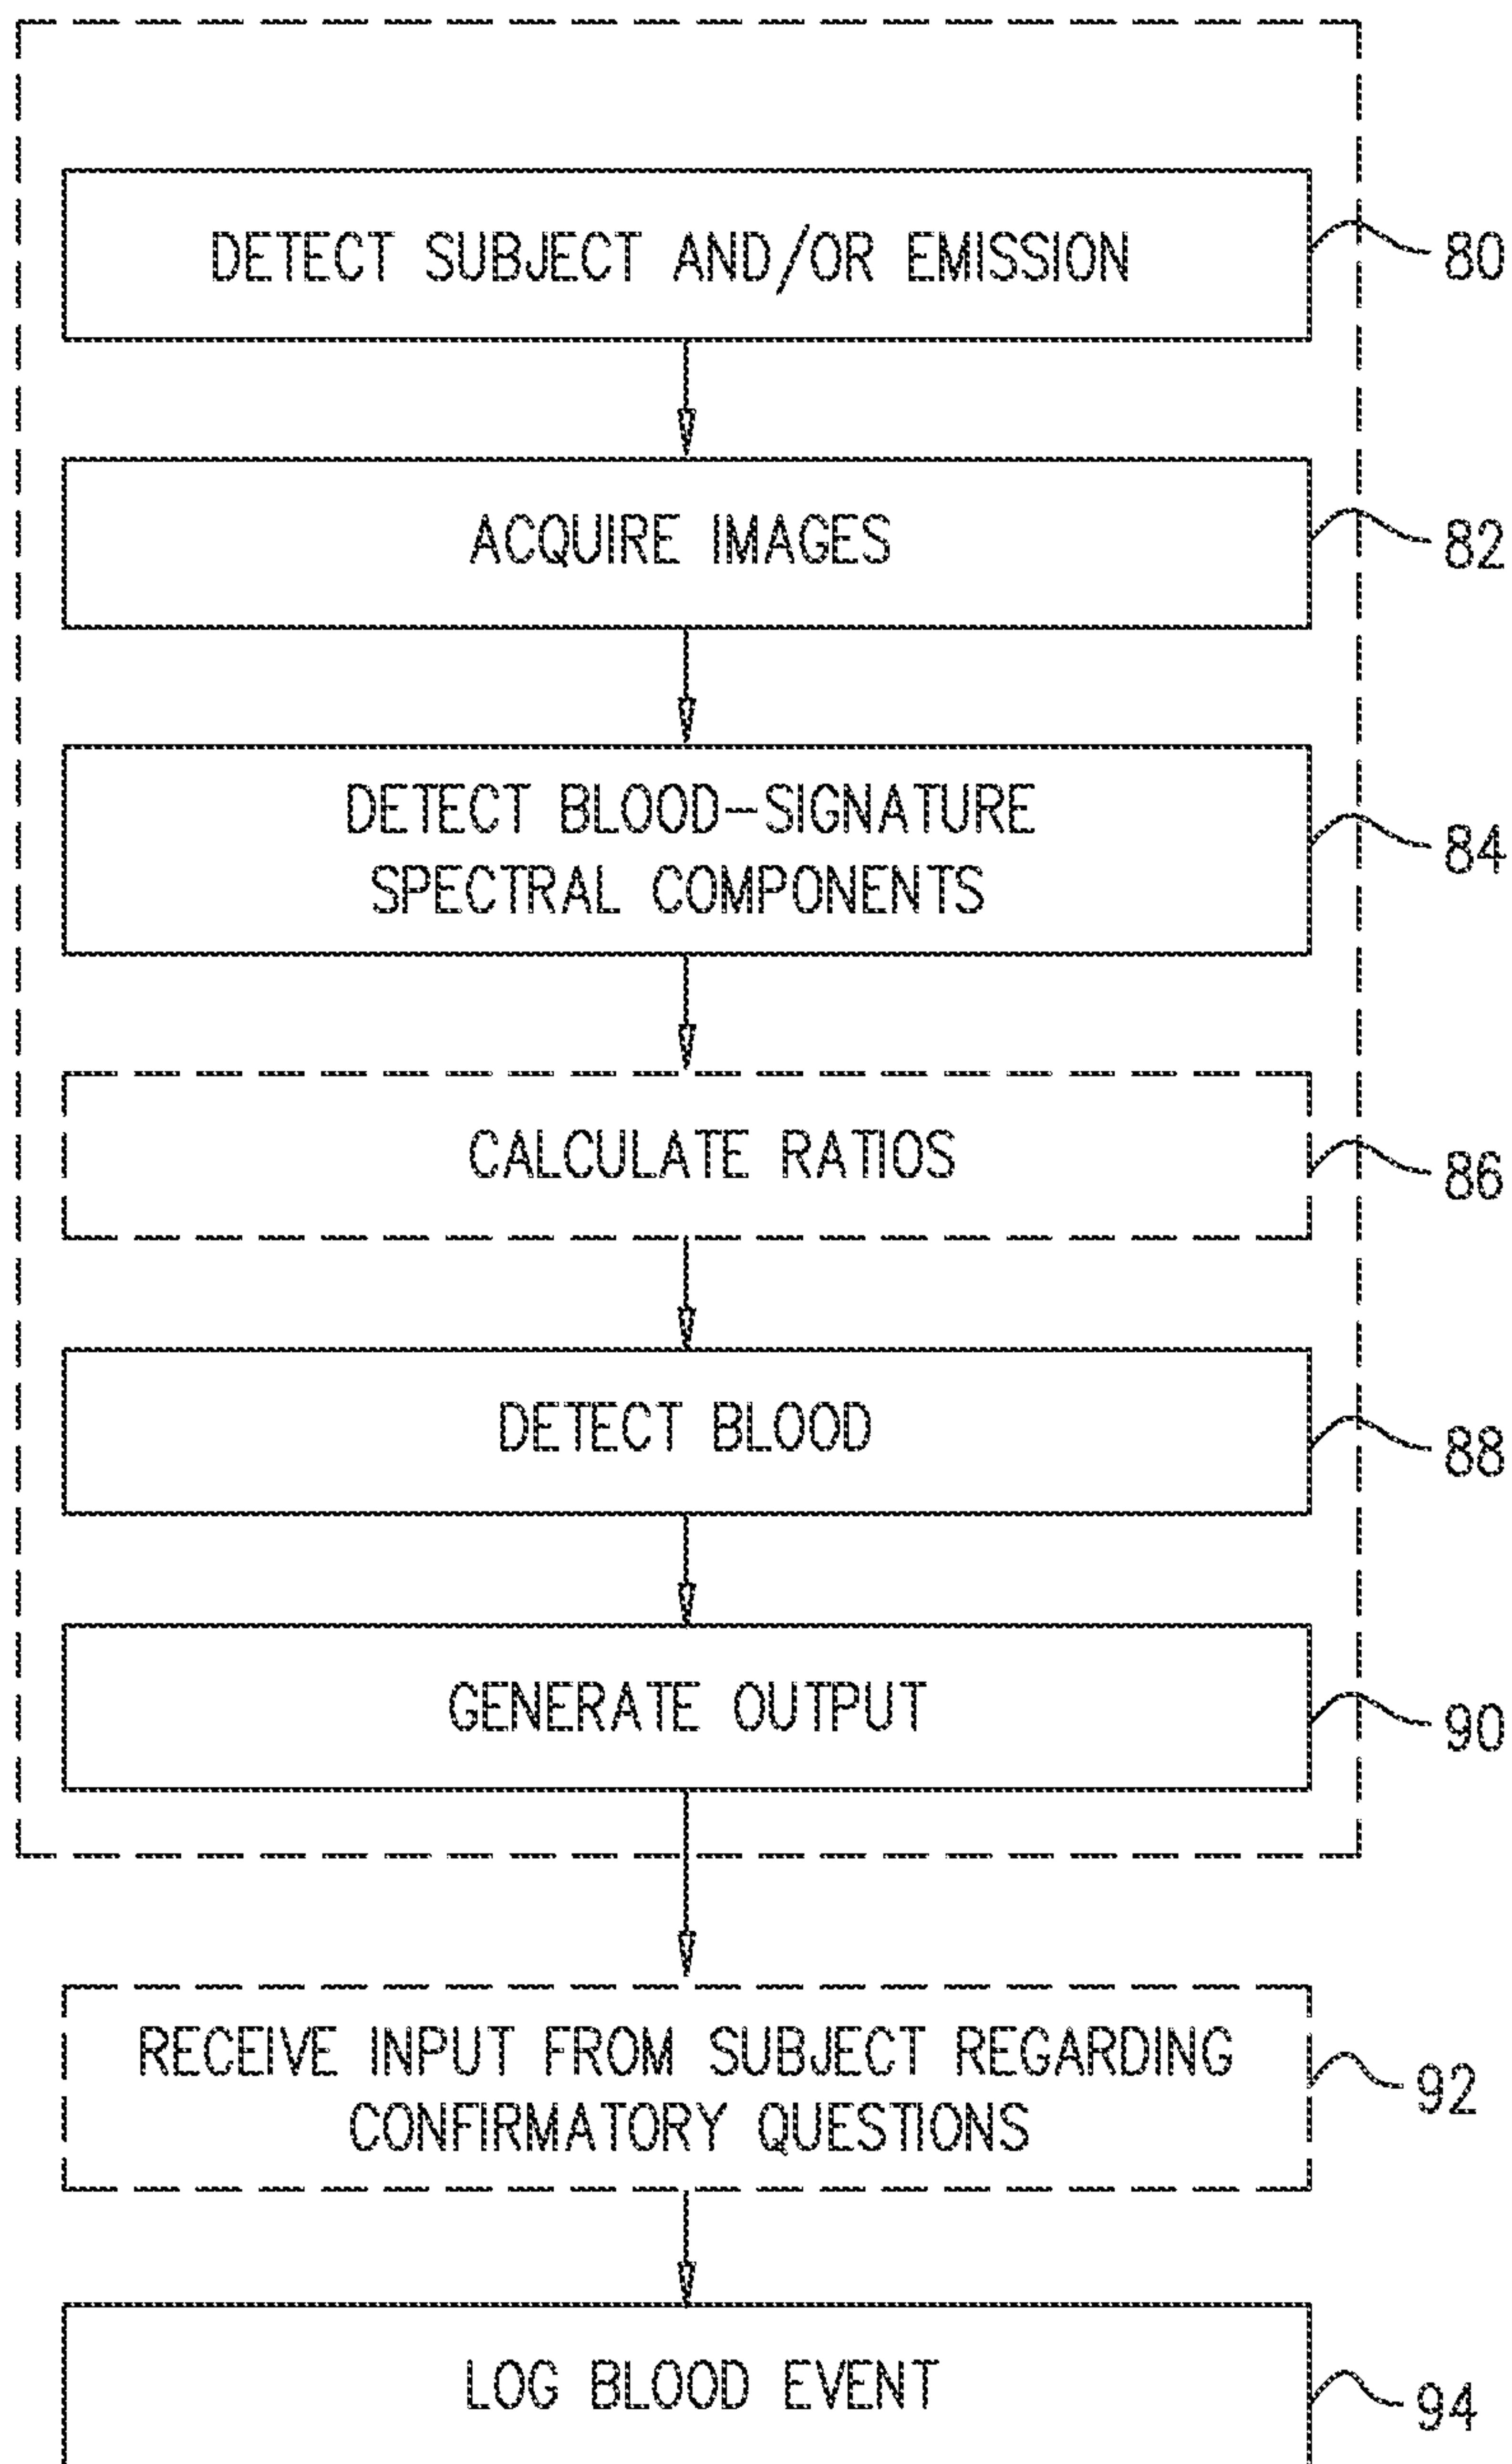 DETECT SUBJECT AND/OR EMISSION
80
ACQUIRE IMAGES
82
DETECT BLOOD-SIGNATURE
SPECTRAL COMPONENTS
84
CALCULATE RATIOS
86
DETECT BLOOD
88
GENERATE OUTPUT
90
RECEIVE INPUT FROM SUBJECT REGARDING
CONFIRMATORY QUESTIONS
92
LOG BLOOD EVENT
94